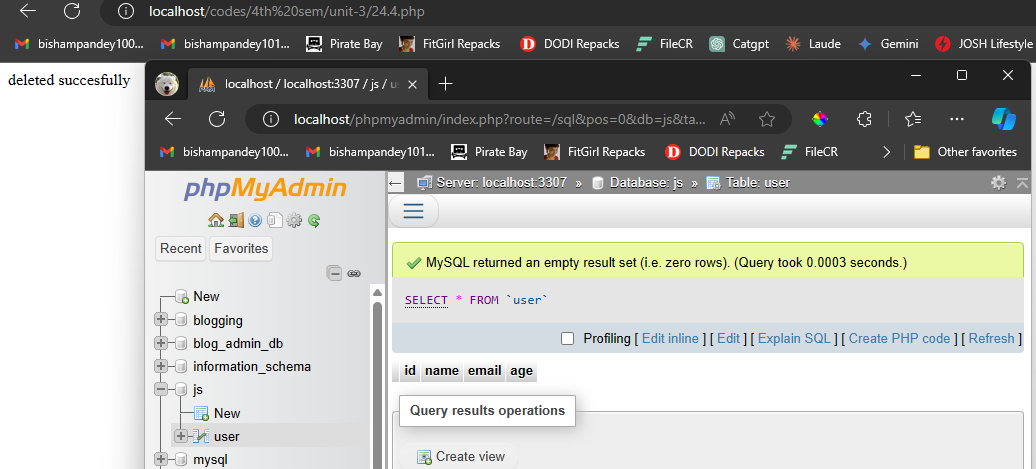 localhost/codes/4th%20sem/unit-3/24.4.php
bishampandey100... bishampandey101... Pirate Bay FitGirl Repacks DODI Repacks FileCR Catgpt Laude Gemini JOSH Lifestyle
deleted succesfully
localhost / localhost:3307 / js / us
localhost/phpmyadmin/index.php?route=/sql&pos=0&db=js&ta...
bishampandey100... bishampandey101... Pirate Bay FitGirl Repacks DODI Repacks FileCR Other favorites
phpMyAdmin
Recent Favorites
New
blogging
blog_admin_db
information_schema
js
New
user
mysql
Server: localhost:3307 » Database: js » Table: user
MySQL returned an empty result set (i.e. zero rows). (Query took 0.0003 seconds.)
SELECT * FROM `user`
Profiling [ Edit inline ] [ Edit ] [ Explain SQL ] [ Create PHP code ] [ Refresh ]
id name email age
Query results operations
Create view